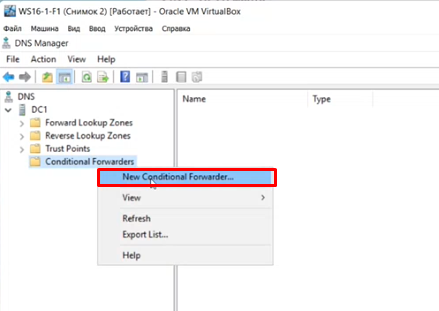 WS16-1-F1 (Снимок 2) [Работает] - Oracle VM VirtualBox
Файл Машина Вид Ввод Устройства Справка
DNS Manager
File Action View Help
DNS
Name Type
DC1
Forward Lookup Zones
Reverse Lookup Zones
Trust Points
Conditional Forwarders
New Conditional Forwarder...
View
Refresh
Export List...
Help